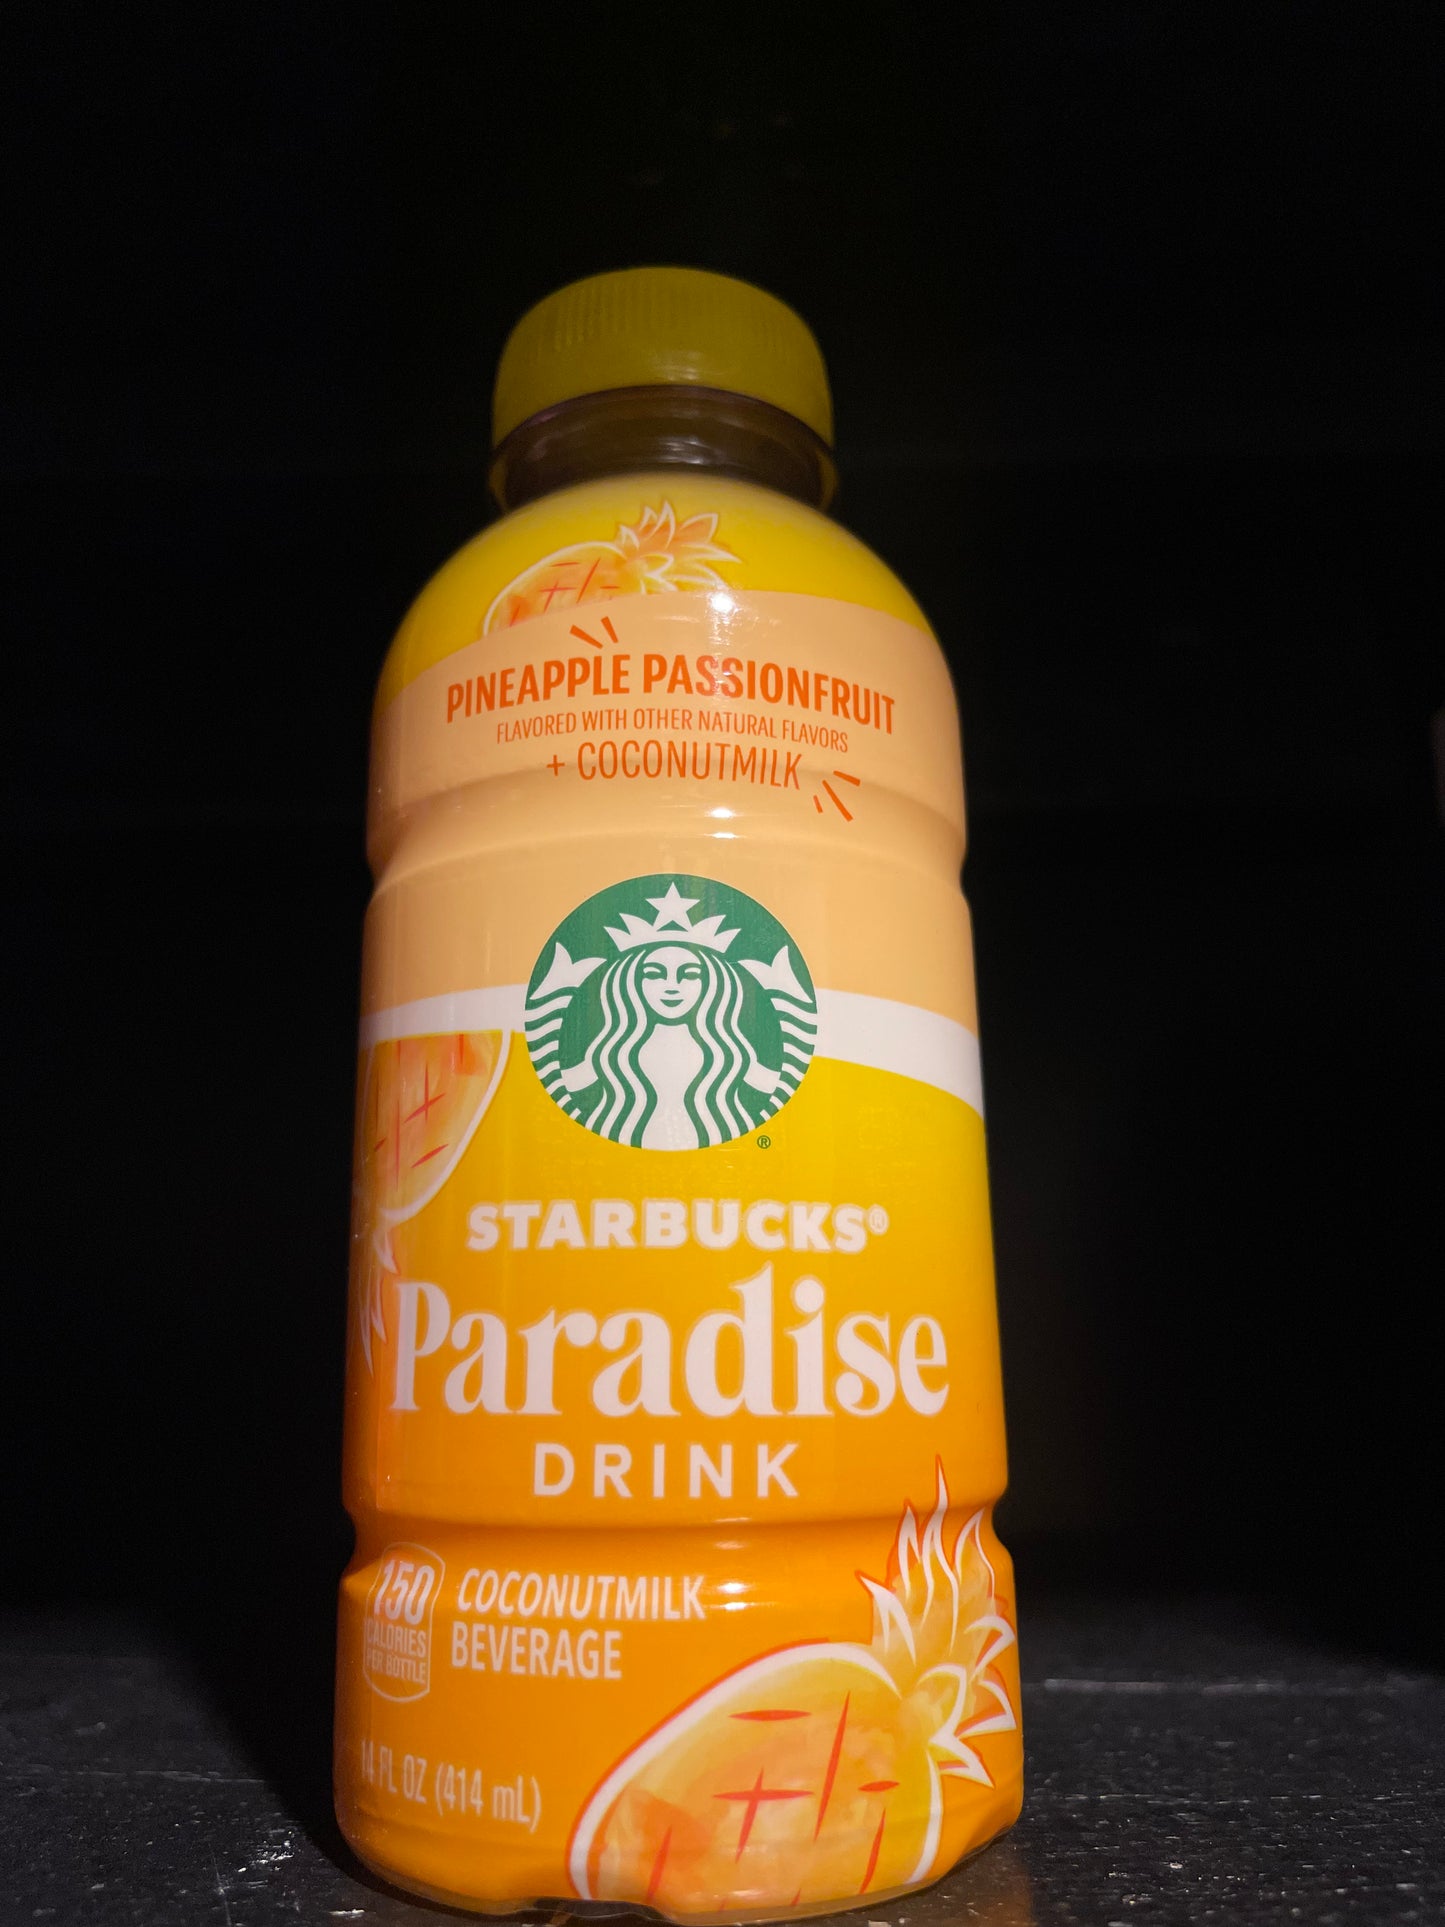 PINEAPPLE PASSIONFRUIT
FLAVORED WITH OTHER NATURAL FLAVORS
+ COCONUTMILK
®
STARBUCKS®
Paradise
DRINK
150
CALORIES
PER BOTTLE
COCONUTMILK
BEVERAGE
14 FL OZ (414 mL)